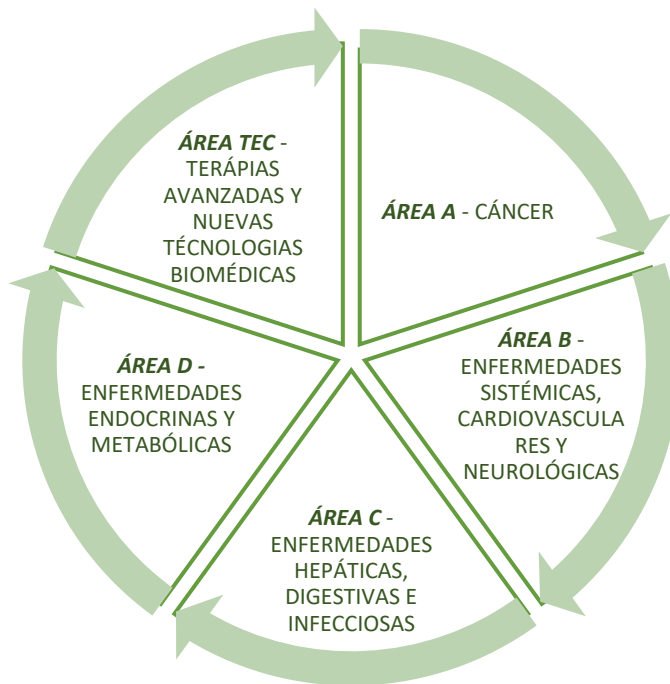 ÁREA TEC -
TERÁPIAS
AVANZADAS Y
NUEVAS
TÉCNOLOGIAS
BIOMÉDICAS
ÁREA A - CÁNCER
ÁREA B -
ENFERMEDADES
SISTÉMICAS,
CARDIOVASCULA
RES Y
NEUROLÓGICAS
ÁREA C -
ENFERMEDADES
HEPÁTICAS,
DIGESTIVAS E
INFECCIOSAS
ÁREA D -
ENFERMEDADES
ENDOCRINAS Y
METABÓLICAS